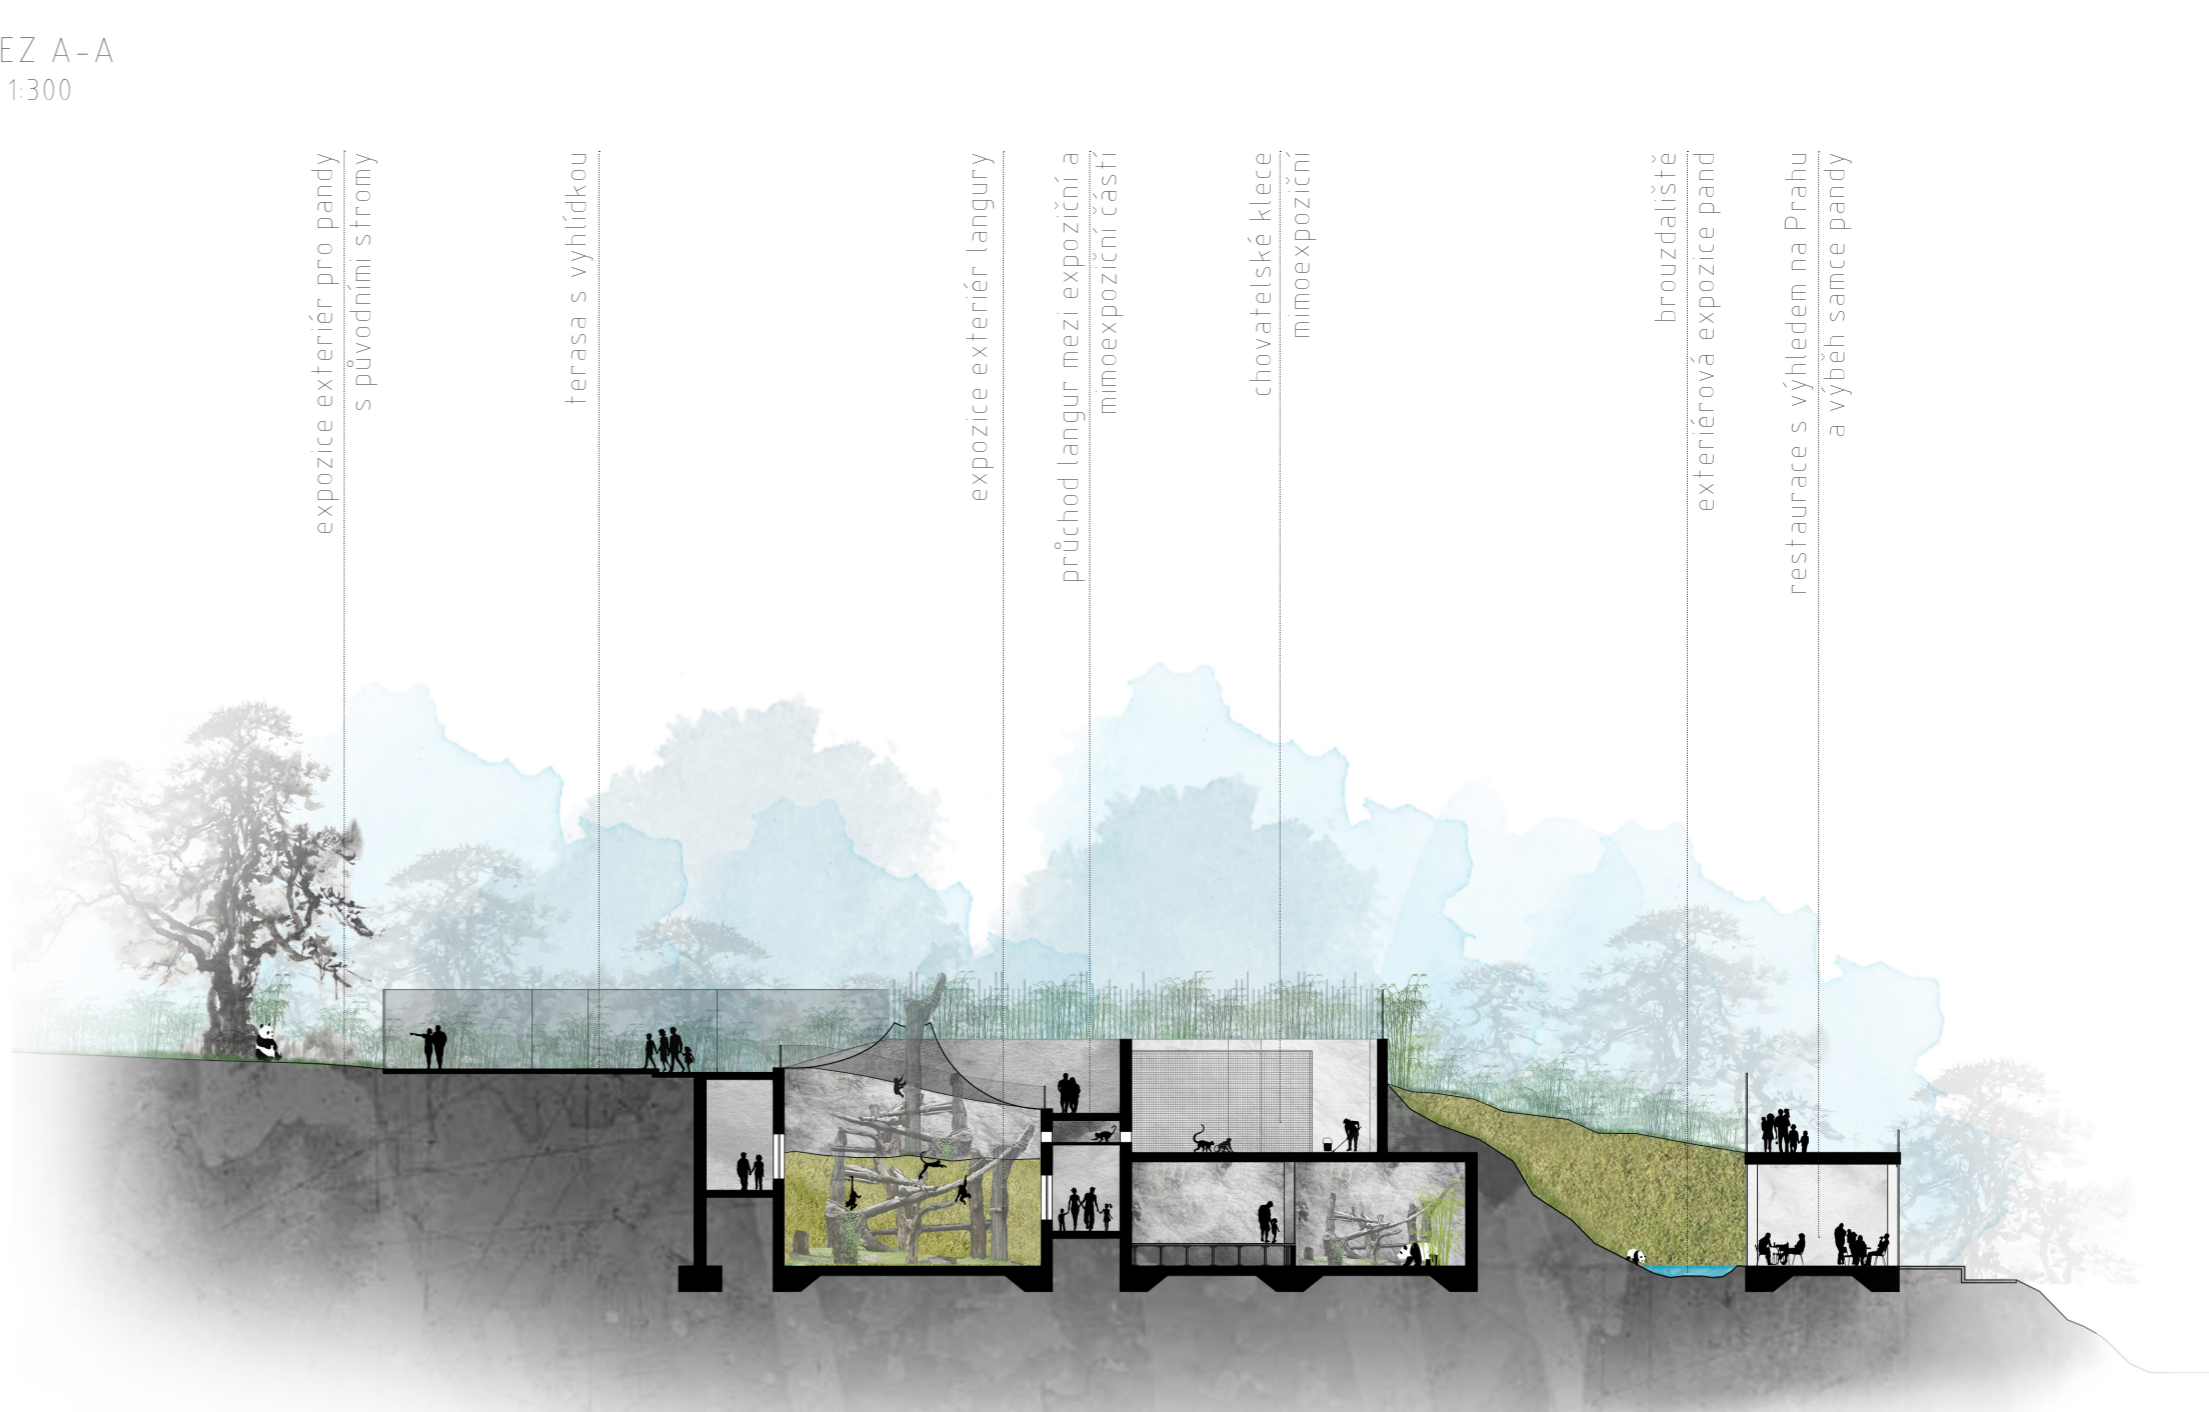 EZ A-A
1:300
expozice exteriér pro pandy
s původními stromy
terasa s vyhlídkou
expozice exteriér langury
průchod langur mezi expoziční a
mimoexpoziční částí
chovatelské klece
mimoexpoziční
brouzdaliště
exteriérová expozice pand
restaurace s výhledem na Prahu
a výběh samce pandy